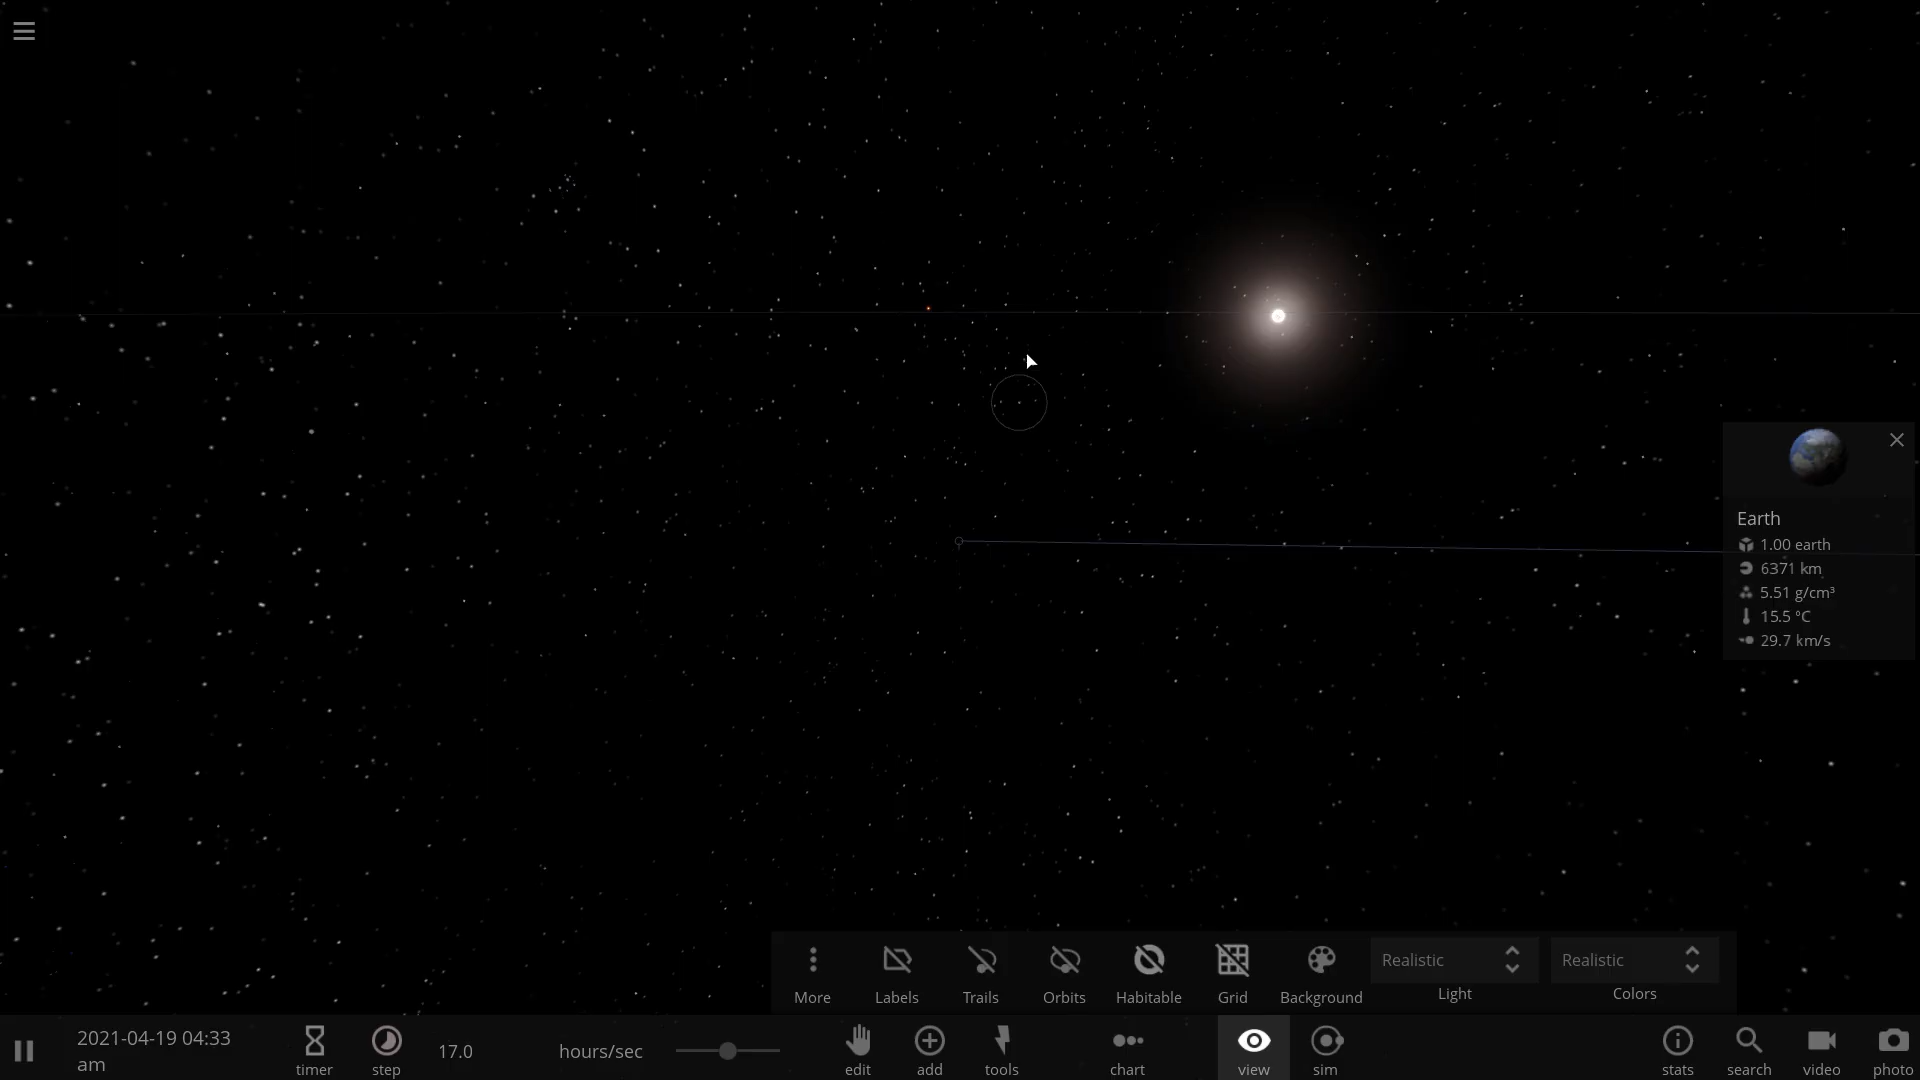 Earth
1.00 earth
6371 km
5.51 g/cm³
15.5 °C
29.7 km/s
Realistic
Realistic
More
Labels
Trails
Orbits
Habitable
Grid
Background
Light
Colors
2021-04-19 04:33
am
timer
step
17.0
hours/sec
edit
add
tools
chart
view
sim
stats
search
video
photo